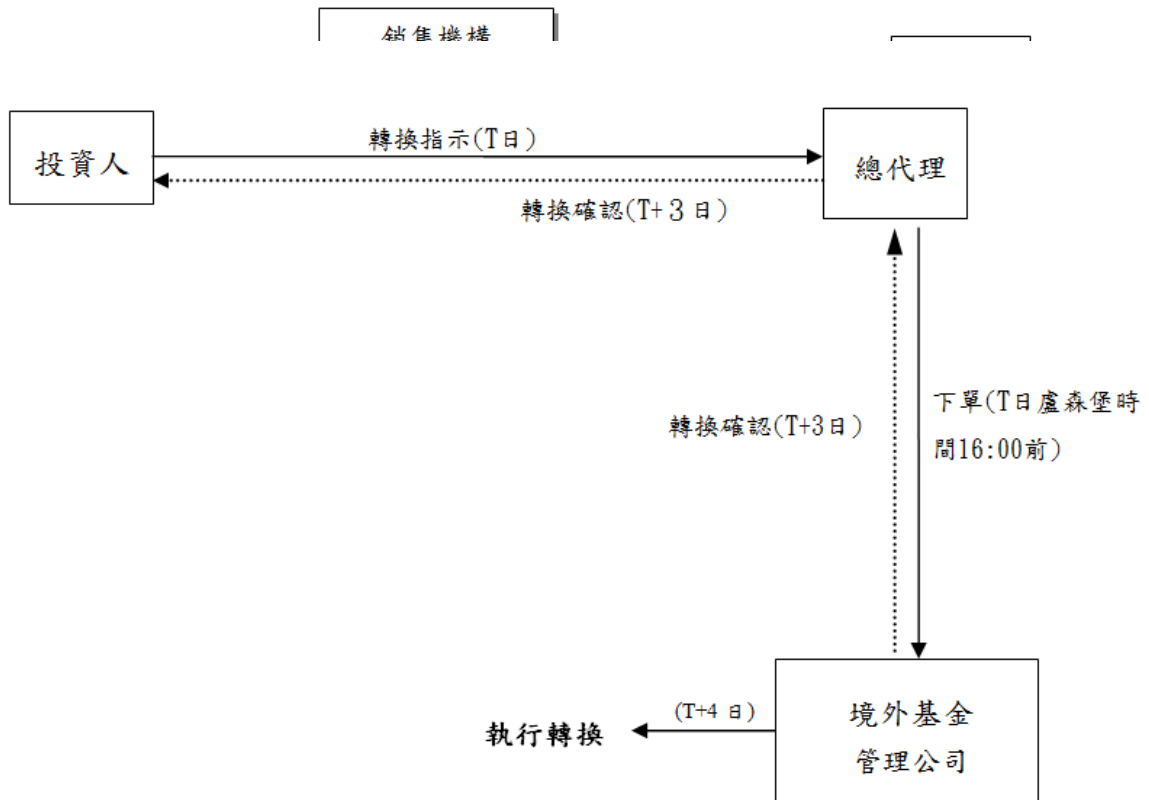 銷售機構
投資人
轉換指示(T日)
總代理
轉換確認(T+３日)
轉換確認(T+3日)
下單(T日盧森堡時
間16:00前)
執行轉換
(T+4 日)
境外基金
管理公司